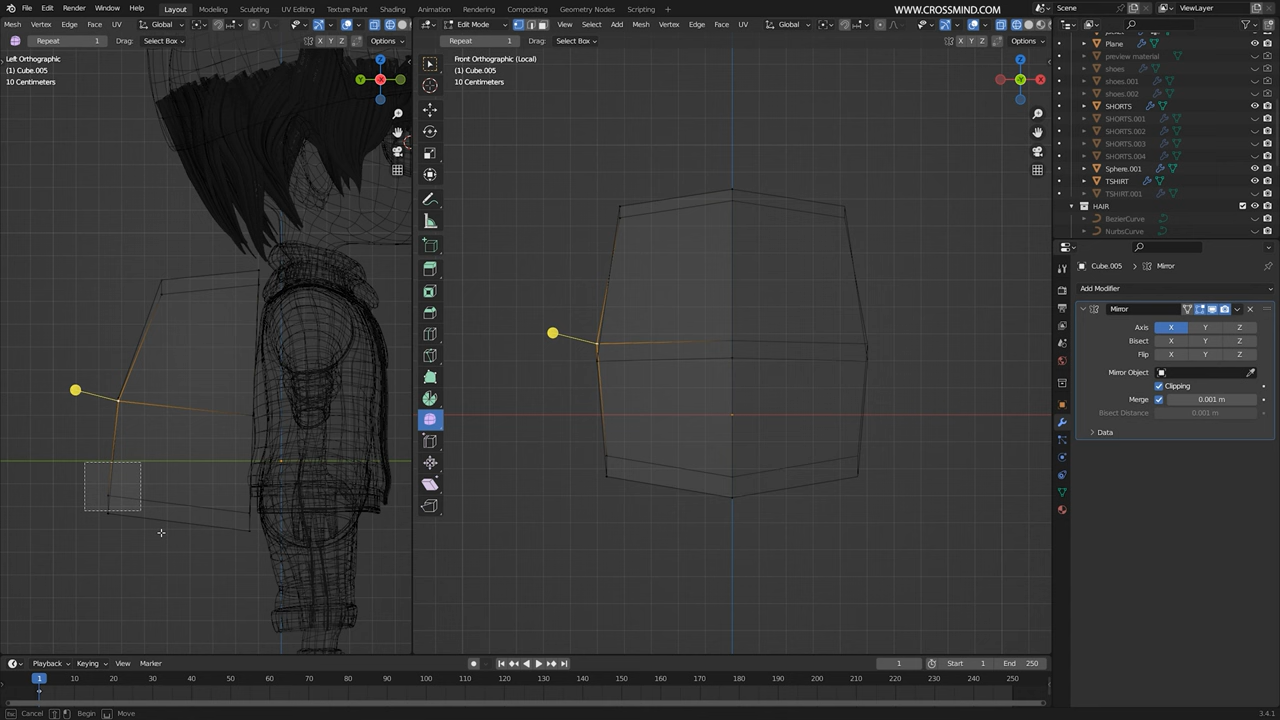 File Edit Render Window Help Layout Modeling Sculpting UV Editing Texture Paint Shading Animation Rendering Compositing Geometry Nodes Scripting WWW.CROSSMIND.COM Scene ViewLayer
Mesh Vertex Edge Face UV Global
Edit Mode View Select Add Mesh Vertex Edge Face UV Global
Repeat 1 Drag: Select Box X Y Z Options
Repeat 1 Drag: Select Box X Y Z Options
Left Orthographic
(1) Cube.005
10 Centimeters
Front Orthographic (Local)
(1) Cube.005
10 Centimeters
Plane
preview material
shoes
shoes.001
shoes.002
SHORTS
SHORTS.001
SHORTS.002
SHORTS.003
SHORTS.004
Sphere.001
TSHIRT
TSHIRT.001
HAIR
BezierCurve
NurbsCurve
Cube.005 Mirror
Add Modifier
Mirror
Axis X Y Z
Bisect X Y Z
Flip X Y Z
Mirror Object
Clipping
Merge 0.001 m
Bisect Distance 0.001 m
Data
Playback Keying View Marker 1 Start 1 End 250
1 10 20 30 40 50 60 70 80 90 100 110 120 130 140 150 160 170 180 190 200 210 220 230 240 250
Cancel Begin Move 3.4.1